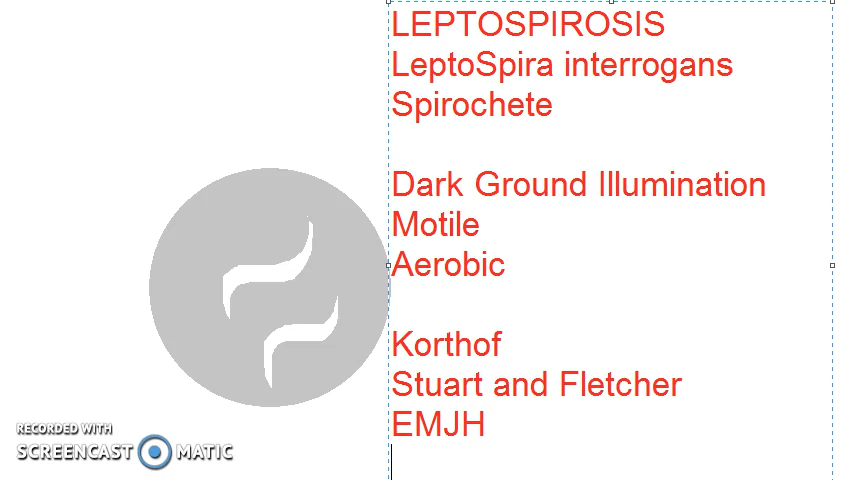 LEPTOSPIROSIS
LeptoSpira interrogans
Spirochete
Dark Ground Illumination
Motile
Aerobic
Korthof
Stuart and Fletcher
EMJH
RECORDED WITH
SCREENCAST MATIC